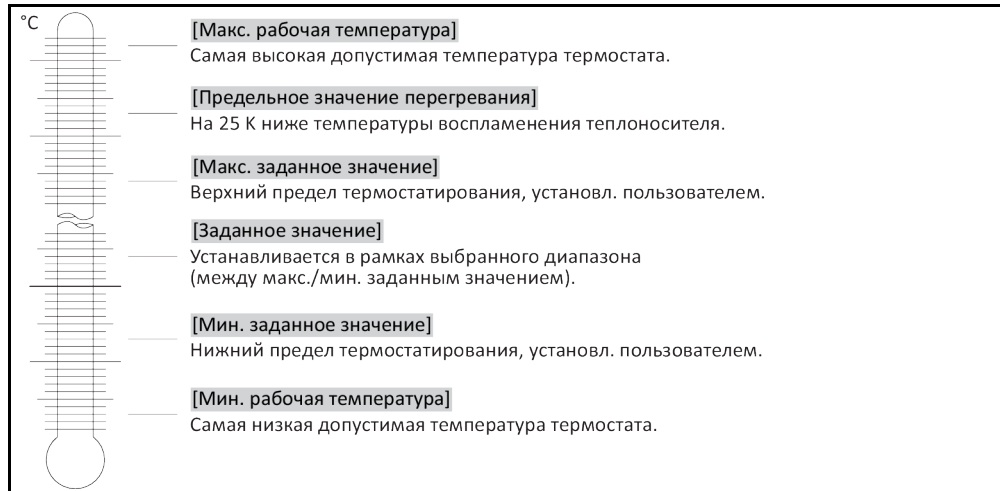 °C
[Макс. рабочая температура]
Самая высокая допустимая температура термостата.
[Предельное значение перегревания]
На 25 K ниже температуры воспламенения теплоносителя.
[Макс. заданное значение]
Верхний предел термостатирования, установл. пользователем.
[Заданное значение]
Устанавливается в рамках выбранного диапазона
(между макс./мин. заданным значением).
[Мин. заданное значение]
Нижний предел термостатирования, установл. пользователем.
[Мин. рабочая температура]
Самая низкая допустимая температура термостата.